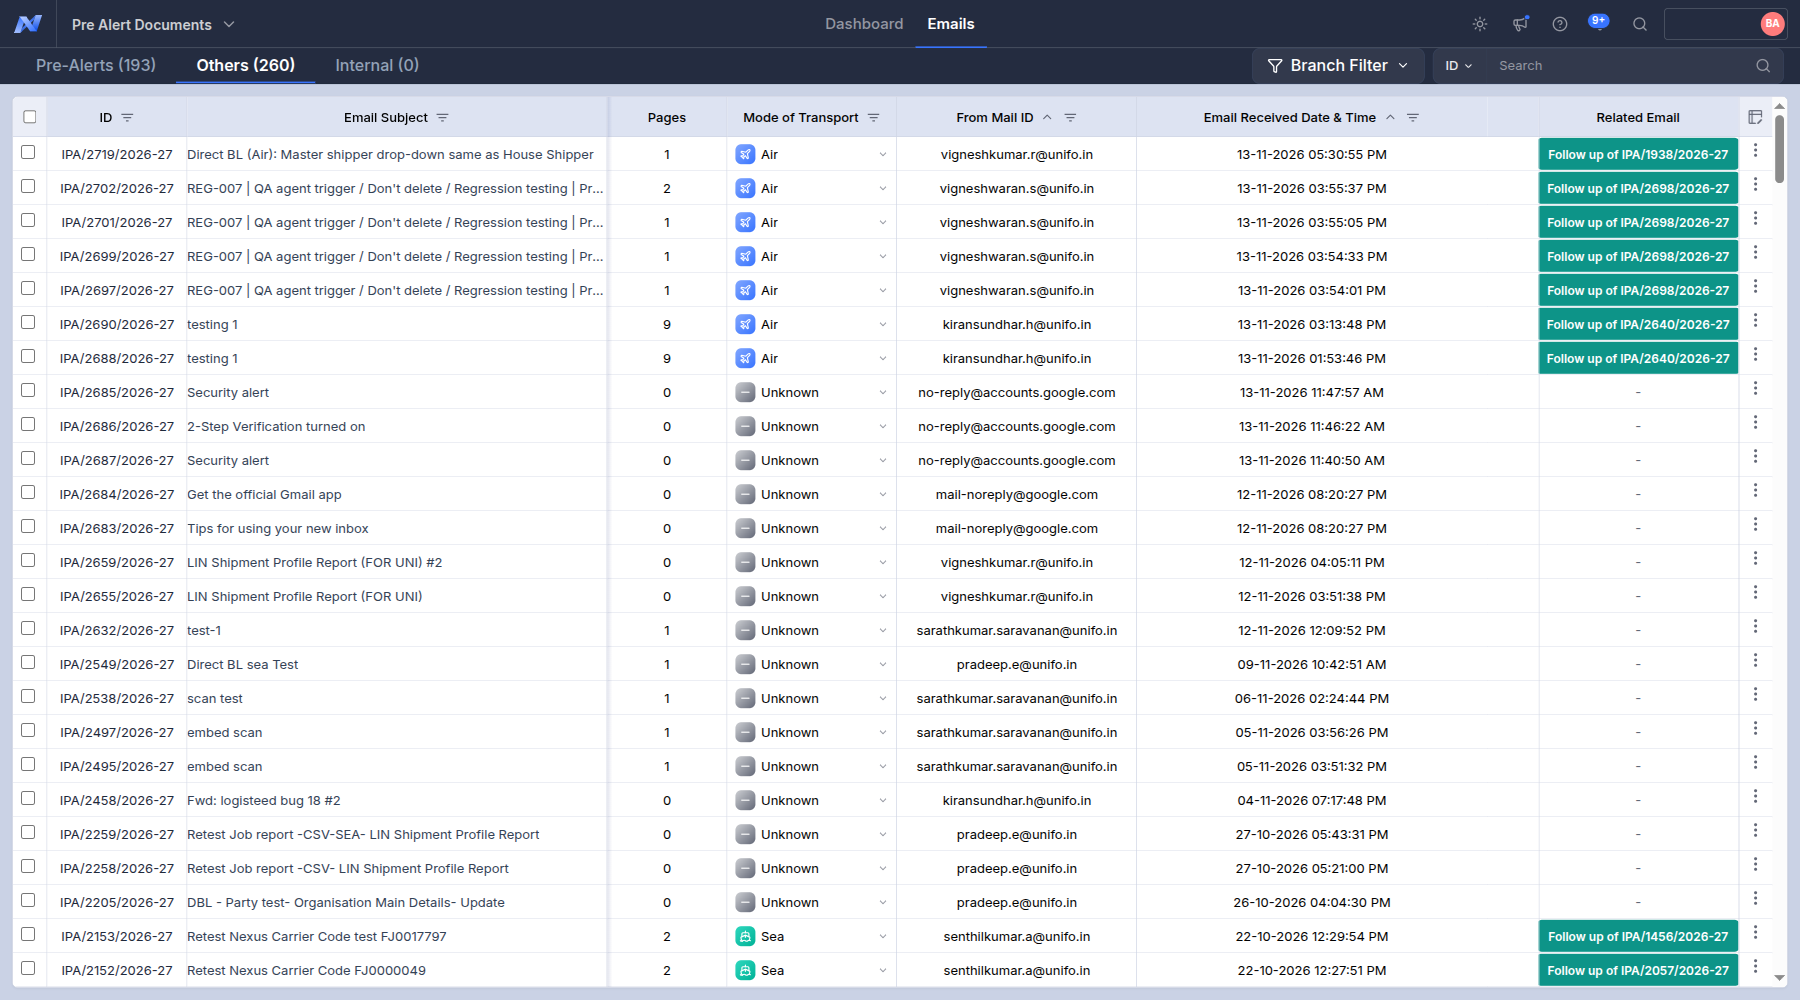 Pre Alert Documents
Dashboard Emails
9+
BA
Pre-Alerts (193) Others (260) Internal (0)
Branch Filter ID Search
ID Email Subject Pages Mode of Transport From Mail ID Email Received Date & Time Related Email
IPA/2719/2026-27 Direct BL (Air): Master shipper drop-down same as House Shipper 1 Air vigneshkumar.r@unifo.in 13-11-2026 05:30:55 PM Follow up of IPA/1938/2026-27
IPA/2702/2026-27 REG-007 | QA agent trigger / Don't delete / Regression testing | Pr... 2 Air vigneshwaran.s@unifo.in 13-11-2026 03:55:37 PM Follow up of IPA/2698/2026-27
IPA/2701/2026-27 REG-007 | QA agent trigger / Don't delete / Regression testing | Pr... 1 Air vigneshwaran.s@unifo.in 13-11-2026 03:55:05 PM Follow up of IPA/2698/2026-27
IPA/2699/2026-27 REG-007 | QA agent trigger / Don't delete / Regression testing | Pr... 1 Air vigneshwaran.s@unifo.in 13-11-2026 03:54:33 PM Follow up of IPA/2698/2026-27
IPA/2697/2026-27 REG-007 | QA agent trigger / Don't delete / Regression testing | Pr... 1 Air vigneshwaran.s@unifo.in 13-11-2026 03:54:01 PM Follow up of IPA/2698/2026-27
IPA/2690/2026-27 testing 1 9 Air kiransundhar.h@unifo.in 13-11-2026 03:13:48 PM Follow up of IPA/2640/2026-27
IPA/2688/2026-27 testing 1 9 Air kiransundhar.h@unifo.in 13-11-2026 01:53:46 PM Follow up of IPA/2640/2026-27
IPA/2685/2026-27 Security alert 0 Unknown no-reply@accounts.google.com 13-11-2026 11:47:57 AM -
IPA/2686/2026-27 2-Step Verification turned on 0 Unknown no-reply@accounts.google.com 13-11-2026 11:46:22 AM -
IPA/2687/2026-27 Security alert 0 Unknown no-reply@accounts.google.com 13-11-2026 11:40:50 AM -
IPA/2684/2026-27 Get the official Gmail app 0 Unknown mail-noreply@google.com 12-11-2026 08:20:27 PM -
IPA/2683/2026-27 Tips for using your new inbox 0 Unknown mail-noreply@google.com 12-11-2026 08:20:27 PM -
IPA/2659/2026-27 LIN Shipment Profile Report (FOR UNI) #2 0 Unknown vigneshkumar.r@unifo.in 12-11-2026 04:05:11 PM -
IPA/2655/2026-27 LIN Shipment Profile Report (FOR UNI) 0 Unknown vigneshkumar.r@unifo.in 12-11-2026 03:51:38 PM -
IPA/2632/2026-27 test-1 1 Unknown sarathkumar.saravanan@unifo.in 12-11-2026 12:09:52 PM -
IPA/2549/2026-27 Direct BL sea Test 1 Unknown pradeep.e@unifo.in 09-11-2026 10:42:51 AM -
IPA/2538/2026-27 scan test 1 Unknown sarathkumar.saravanan@unifo.in 06-11-2026 02:24:44 PM -
IPA/2497/2026-27 embed scan 1 Unknown sarathkumar.saravanan@unifo.in 05-11-2026 03:56:26 PM -
IPA/2495/2026-27 embed scan 1 Unknown sarathkumar.saravanan@unifo.in 05-11-2026 03:51:32 PM -
IPA/2458/2026-27 Fwd: logisteed bug 18 #2 0 Unknown kiransundhar.h@unifo.in 04-11-2026 07:17:48 PM -
IPA/2259/2026-27 Retest Job report -CSV-SEA- LIN Shipment Profile Report 0 Unknown pradeep.e@unifo.in 27-10-2026 05:43:31 PM -
IPA/2258/2026-27 Retest Job report -CSV- LIN Shipment Profile Report 0 Unknown pradeep.e@unifo.in 27-10-2026 05:21:00 PM -
IPA/2205/2026-27 DBL - Party test- Organisation Main Details- Update 0 Unknown pradeep.e@unifo.in 26-10-2026 04:04:30 PM -
IPA/2153/2026-27 Retest Nexus Carrier Code test FJ0017797 2 Sea senthilkumar.a@unifo.in 22-10-2026 12:29:54 PM Follow up of IPA/1456/2026-27
IPA/2152/2026-27 Retest Nexus Carrier Code FJ0000049 2 Sea senthilkumar.a@unifo.in 22-10-2026 12:27:51 PM Follow up of IPA/2057/2026-27